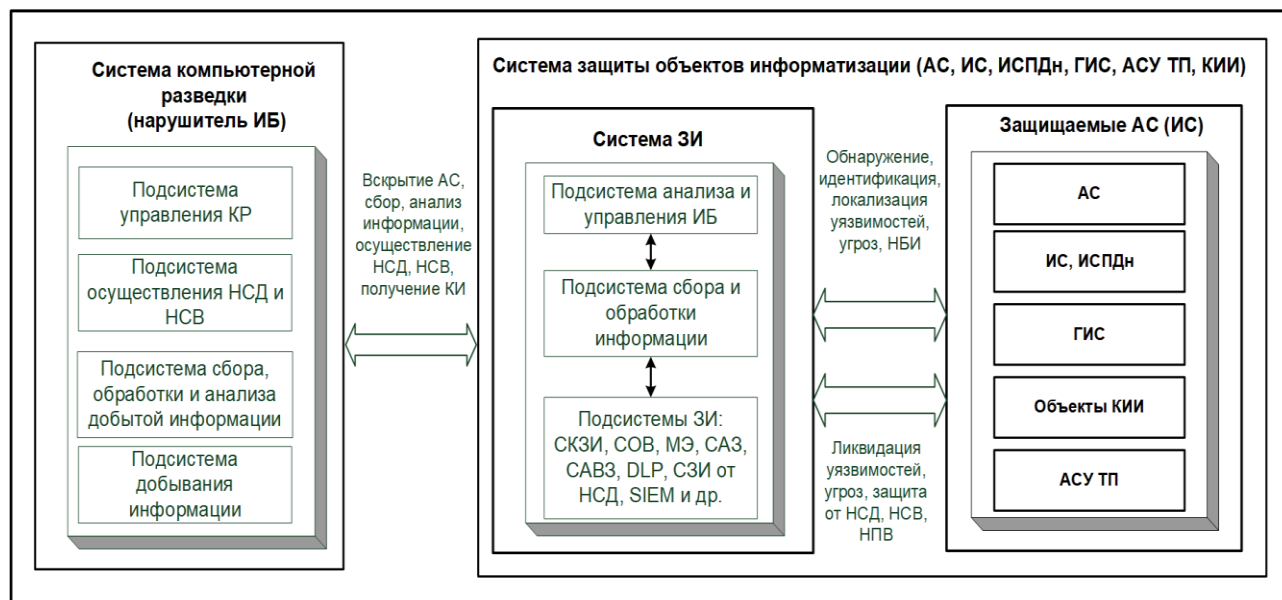 Система компьютерной
разведки
(нарушитель ИБ)
Подсистема
управления КР
Подсистема
осуществления НСД и
НСВ
Подсистема сбора,
обработки и анализа
добытой информации
Подсистема
добывания
информации
Вскрытие АС,
сбор, анализ
информации,
осуществление
НСД, НСВ,
получение КИ
Система защиты объектов информатизации (АС, ИС, ИСПДн, ГИС, АСУ ТП, КИИ)
Система ЗИ
Подсистема анализа и
управления ИБ
Подсистема сбора и
обработки
информации
Подсистемы ЗИ:
СКЗИ, СОВ, МЭ, САЗ,
САВЗ, DLP, СЗИ от
НСД, SIEM и др.
Обнаружение,
идентификация,
локализация
уязвимостей,
угроз, НБИ
Ликвидация
уязвимостей,
угроз, защита
от НСД, НСВ,
НПВ
Защищаемые АС (ИС)
АС
ИС, ИСПДн
ГИС
Объекты КИИ
АСУ ТП